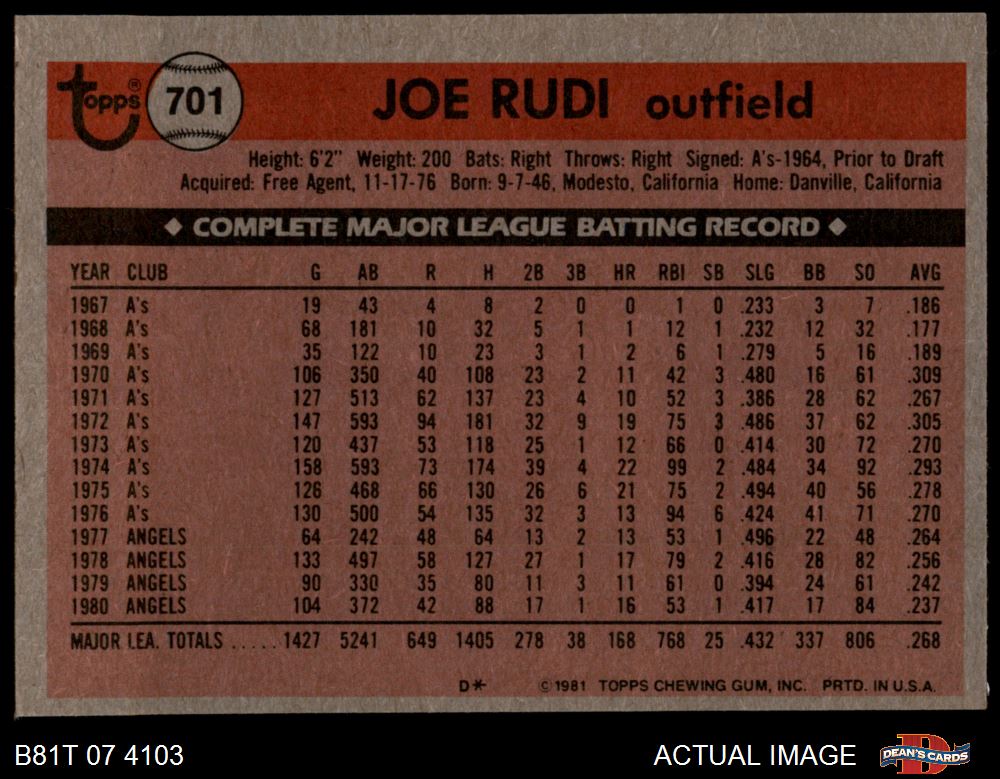 Topps® 701 JOE RUDI outfield
Height: 6'2" Weight: 200 Bats: Right Throws: Right Signed: A's-1964, Prior to Draft
Acquired: Free Agent, 11-17-76 Born: 9-7-46, Modesto, California Home: Danville, California
◆ COMPLETE MAJOR LEAGUE BATTING RECORD ◆
YEAR CLUB G AB R H 2B 3B HR RBI SB SLG BB SO AVG
1967 A's 19 43 4 8 2 0 0 1 0 .233 3 7 .186
1968 A's 68 181 10 32 5 1 1 12 1 .232 12 32 .177
1969 A's 35 122 10 23 3 1 2 6 1 .279 5 16 .189
1970 A's 106 350 40 108 23 2 11 42 3 .480 16 61 .309
1971 A's 127 513 62 137 23 4 10 52 3 .386 28 62 .267
1972 A's 147 593 94 181 32 9 19 75 3 .486 37 62 .305
1973 A's 120 437 53 118 25 1 12 66 0 .414 30 72 .270
1974 A's 158 593 73 174 39 4 22 99 2 .484 34 92 .293
1975 A's 126 468 66 130 26 6 21 75 2 .494 40 56 .278
1976 A's 130 500 54 135 32 3 13 94 6 .424 41 71 .270
1977 ANGELS 64 242 48 64 13 2 13 53 1 .496 22 48 .264
1978 ANGELS 133 497 58 127 27 1 17 79 2 .416 28 82 .256
1979 ANGELS 90 330 35 80 11 3 11 61 0 .394 24 61 .242
1980 ANGELS 104 372 42 88 17 1 16 53 1 .417 17 84 .237
MAJOR LEA. TOTALS ..... 1427 5241 649 1405 278 38 168 768 25 .432 337 806 .268
D* ©1981 TOPPS CHEWING GUM, INC. PRTD. IN U.S.A.
B81T 07 4103 ACTUAL IMAGE DEAN'S CARDS